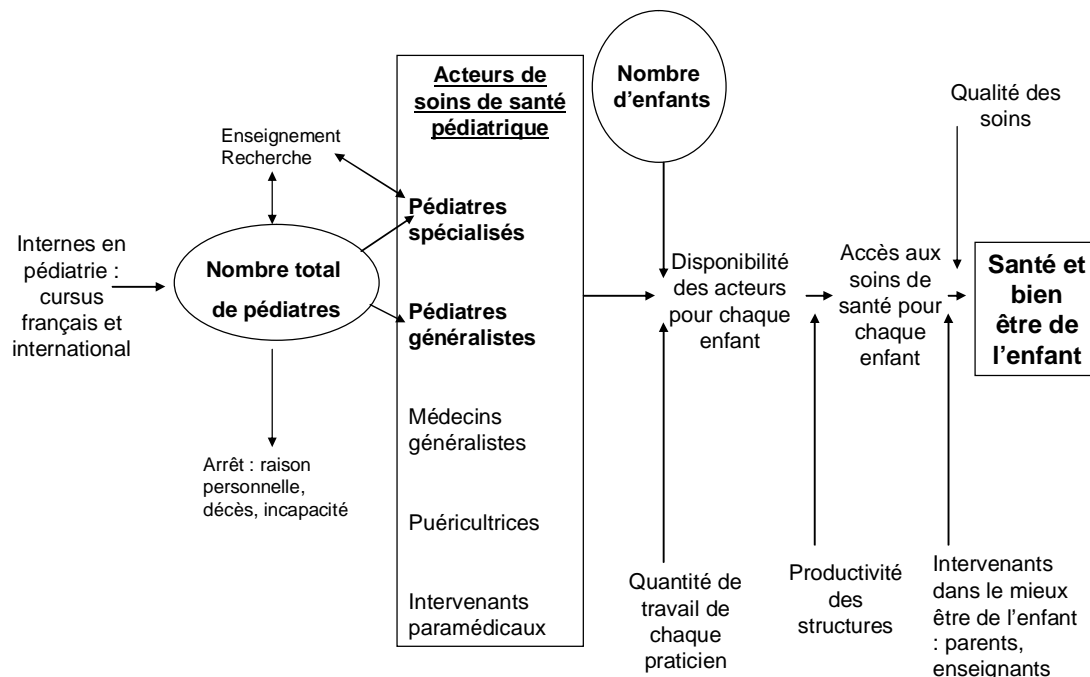 Internes en
pédiatrie :
cursus
français et
international
Enseignement
Recherche
Nombre total
de pédiatres
Arrêt : raison
personnelle,
décès, incapacité
Acteurs de
soins de santé
pédiatrique
Pédiatres
spécialisés
Pédiatres
généralistes
Médecins
généralistes
Puéricultrices
Intervenants
paramédicaux
Nombre
d’enfants
Disponibilité
des acteurs
pour chaque
enfant
Quantité de
travail de
chaque
praticien
Productivité
des
structures
Accès aux
soins de
santé pour
chaque
enfant
Qualité des
soins
Intervenants
dans le mieux
être de l’enfant
: parents,
enseignants
Santé et
bien
être de
l’enfant